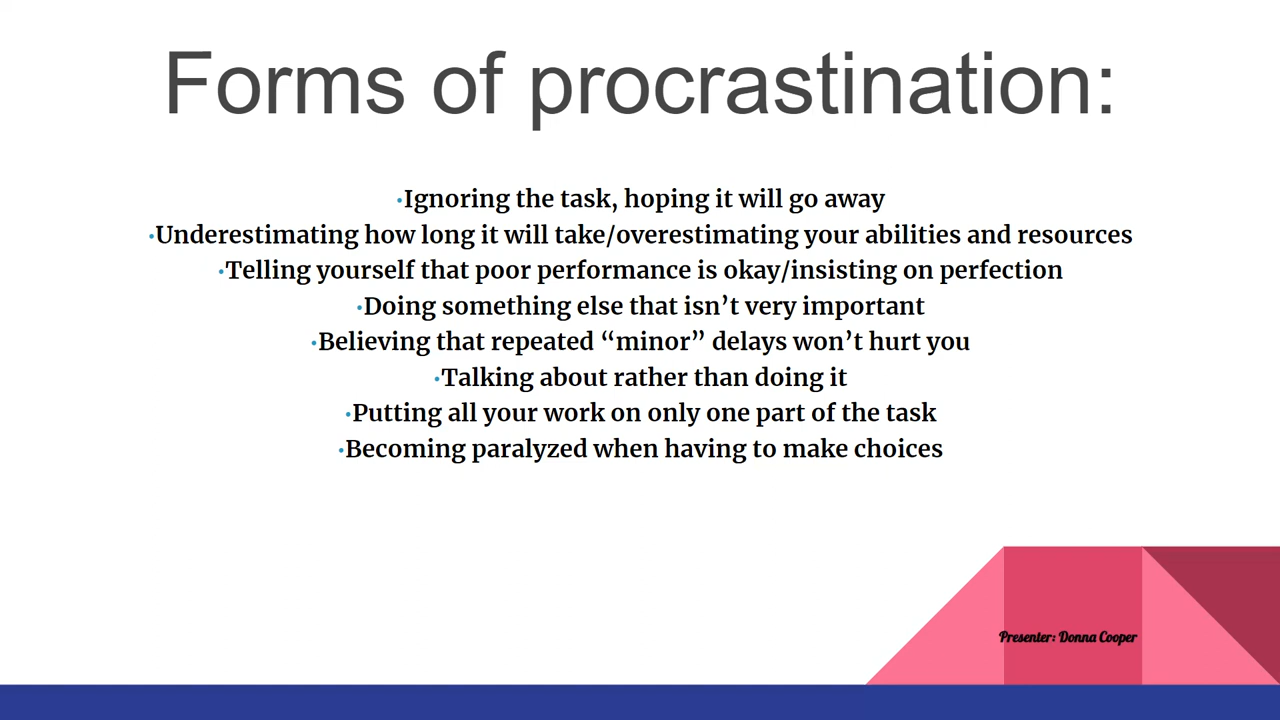 Forms of procrastination:
•Ignoring the task, hoping it will go away
•Underestimating how long it will take/overestimating your abilities and resources
•Telling yourself that poor performance is okay/insisting on perfection
•Doing something else that isn’t very important
•Believing that repeated “minor” delays won’t hurt you
•Talking about rather than doing it
•Putting all your work on only one part of the task
•Becoming paralyzed when having to make choices
Presenter: Donna Cooper